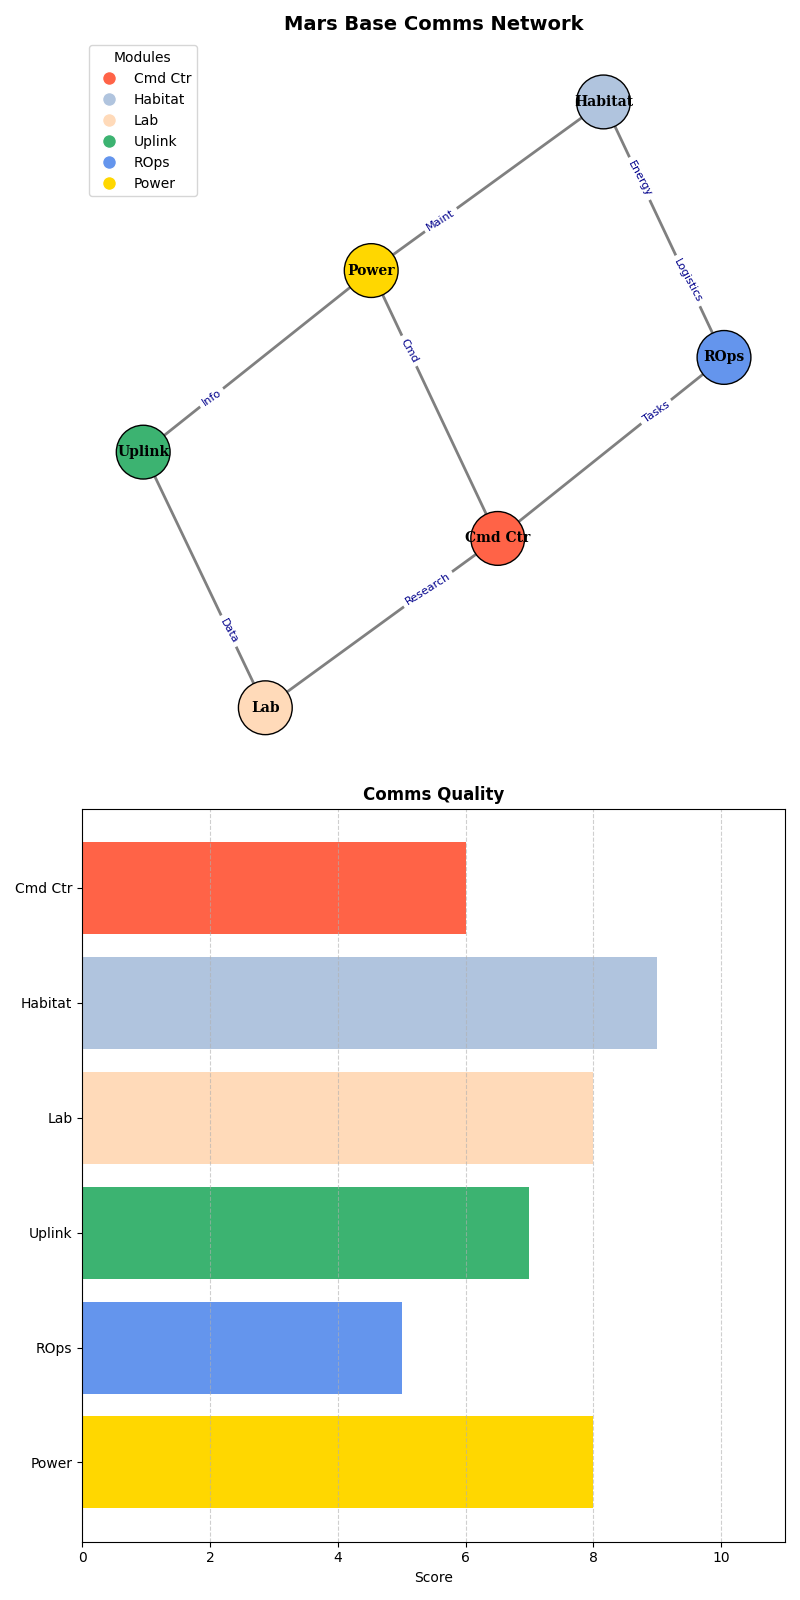 Mars Base Comms Network
Modules
Cmd Ctr
Habitat
Lab
Uplink
ROps
Power
Habitat
Energy
Maint
Power
Logistics
Cmd
ROps
Info
Tasks
Uplink
Cmd Ctr
Research
Data
Lab
Comms Quality
Cmd Ctr
Habitat
Lab
Uplink
ROps
Power
0 2 4 6 8 10
Score